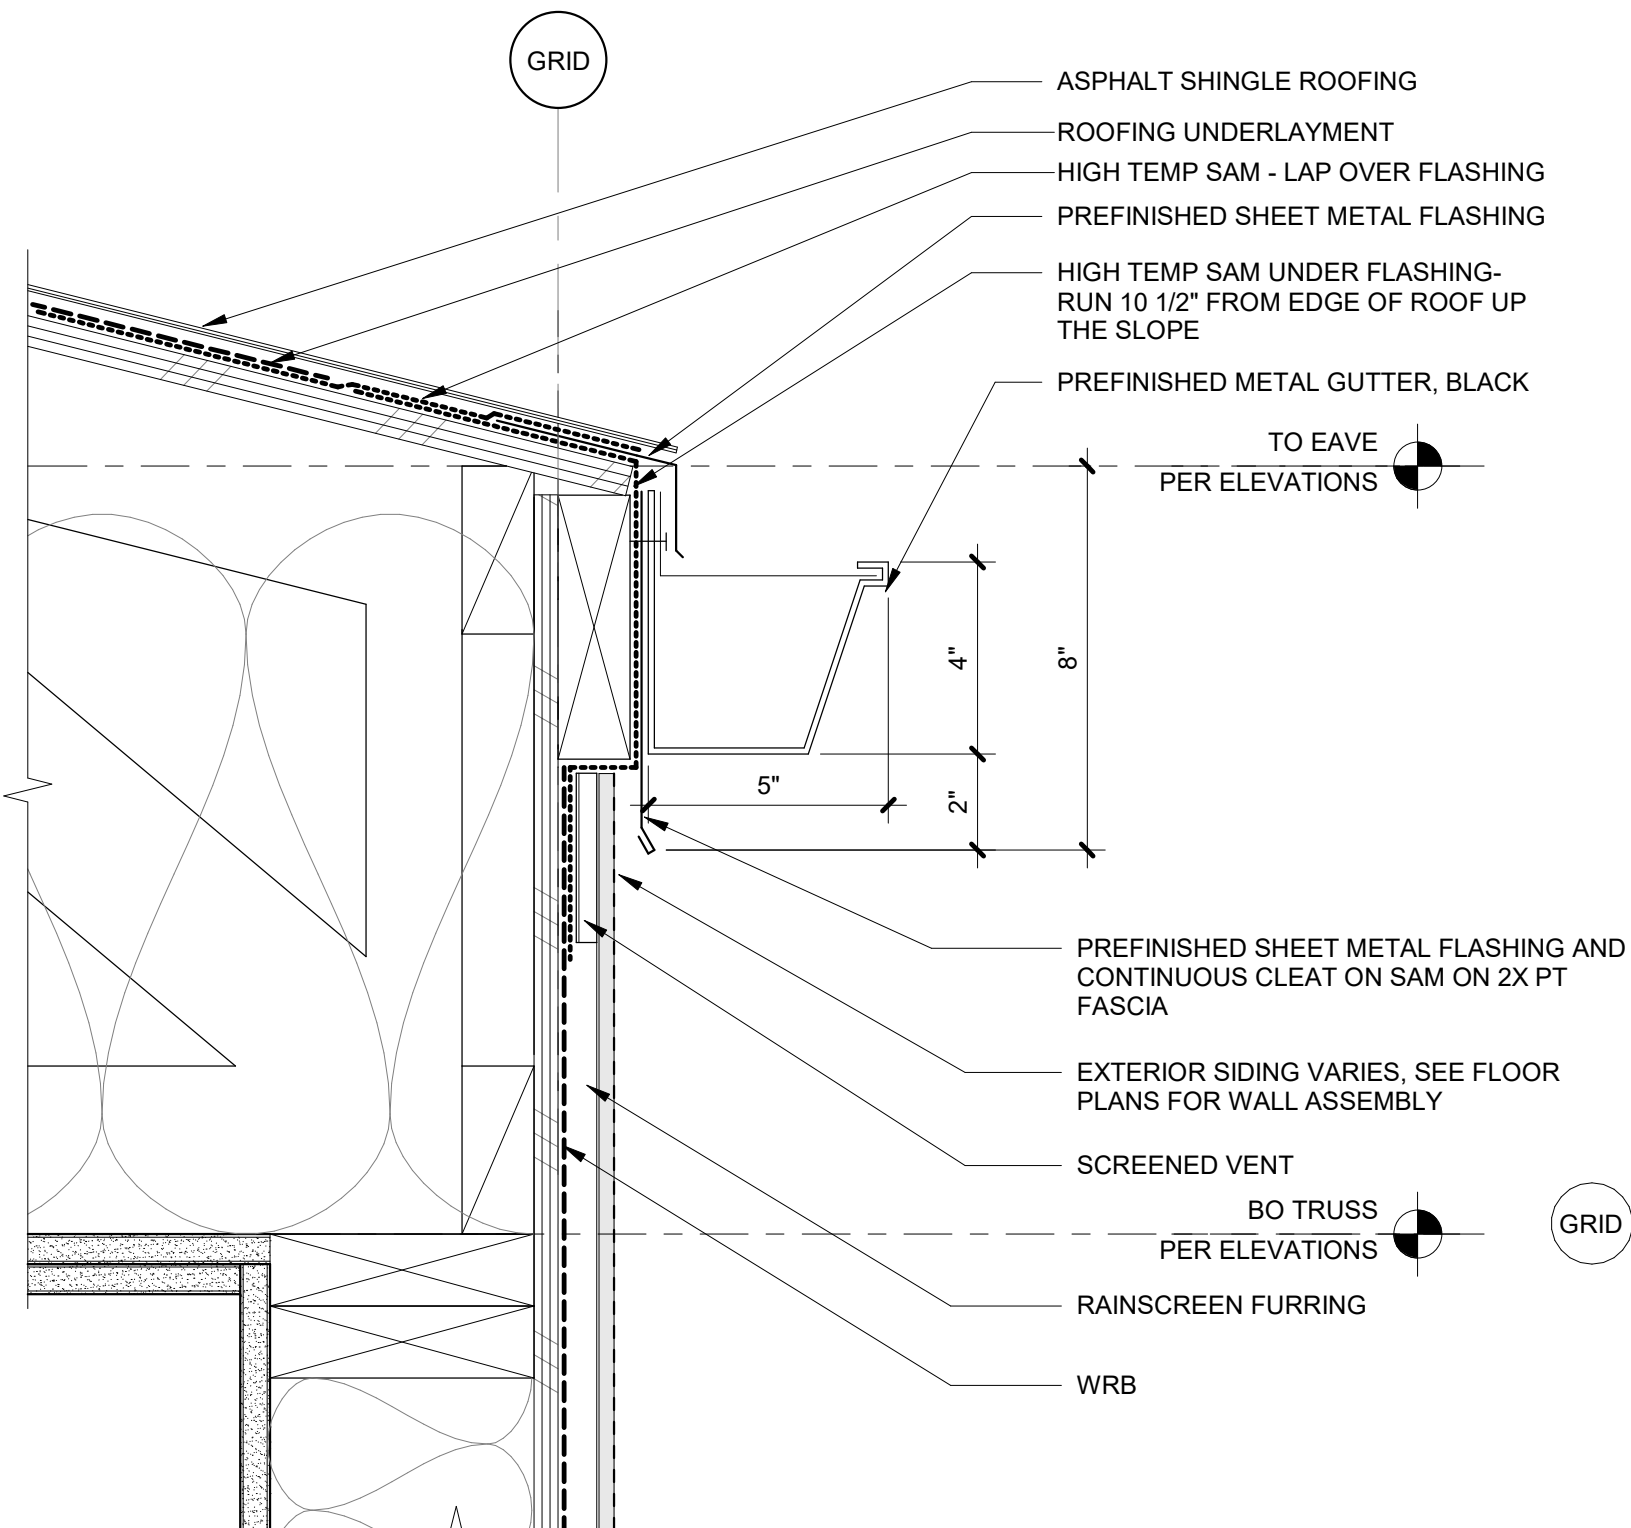 GRID
ASPHALT SHINGLE ROOFING
ROOFING UNDERLAYMENT
HIGH TEMP SAM - LAP OVER FLASHING
PREFINISHED SHEET METAL FLASHING
HIGH TEMP SAM UNDER FLASHING-
RUN 10 1/2" FROM EDGE OF ROOF UP
THE SLOPE
PREFINISHED METAL GUTTER, BLACK
TO EAVE
PER ELEVATIONS
4"
8"
5"
2"
PREFINISHED SHEET METAL FLASHING AND
CONTINUOUS CLEAT ON SAM ON 2X PT
FASCIA
EXTERIOR SIDING VARIES, SEE FLOOR
PLANS FOR WALL ASSEMBLY
SCREENED VENT
BO TRUSS
PER ELEVATIONS
GRID
RAINSCREEN FURRING
WRB